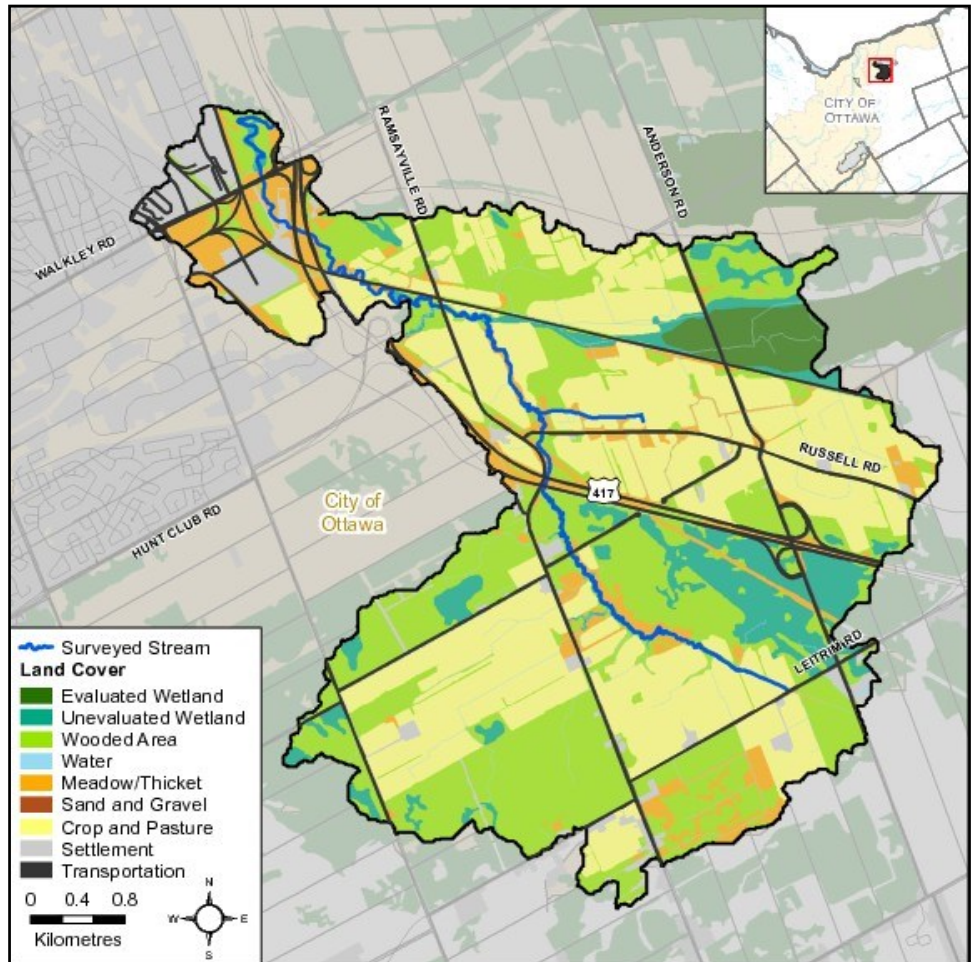 CITY OF
OTTAWA
RAMSAYVILLE RD
ANDERSON RD
WALKLEY RD
RUSSELL RD
417
City of
Ottawa
HUNT CLUB RD
LEITRIM RD
Surveyed Stream
Land Cover
Evaluated Wetland
Unevaluated Wetland
Wooded Area
Water
Meadow/Thicket
Sand and Gravel
Crop and Pasture
Settlement
Transportation
0 0.4 0.8
Kilometres
N
W E
S